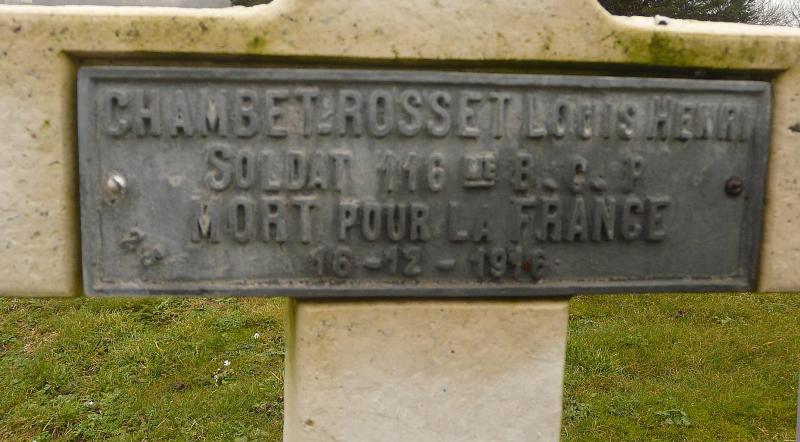 CHAMBET-ROSSET LOUIS HENRI
SOLDAT 116 ME B. C. P
MORT POUR LA FRANCE
16-12-1916